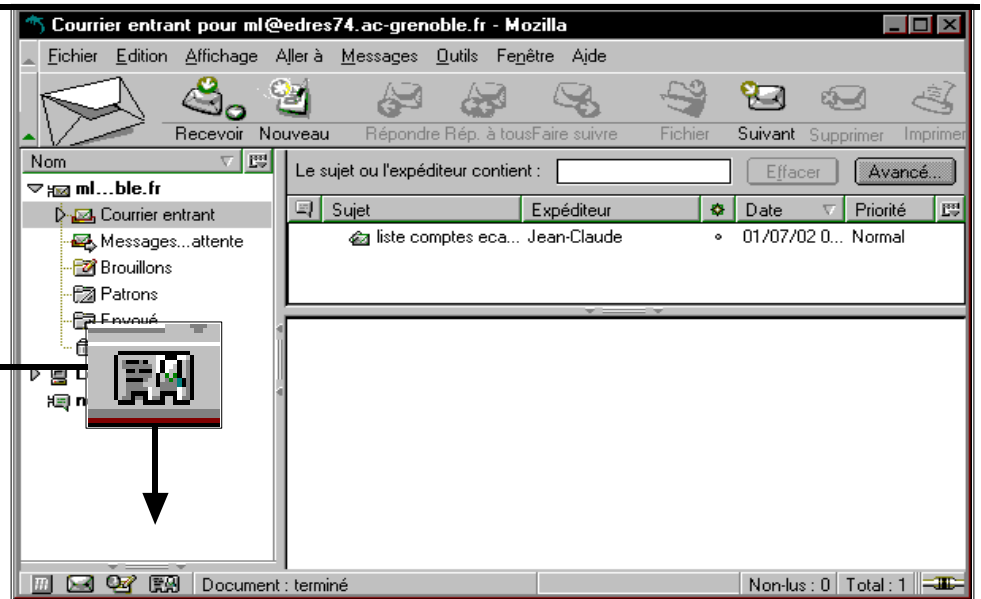 Courrier entrant pour ml@edres74.ac-grenoble.fr - Mozilla
Fichier Edition Affichage Aller à Messages Outils Fenêtre Aide
Recevoir Nouveau Répondre Rép. à tous Faire suivre Fichier Suivant Supprimer Imprimer
Nom
Le sujet ou l'expéditeur contient : Effacer Avancé...
ml...ble.fr
Sujet Expéditeur Date Priorité
Courrier entrant
liste comptes eca... Jean-Claude 01/07/02 0... Normal
Messages...attente
Brouillons
Patrons
Envoyé
Document : terminé Non-lus : 0 Total : 1